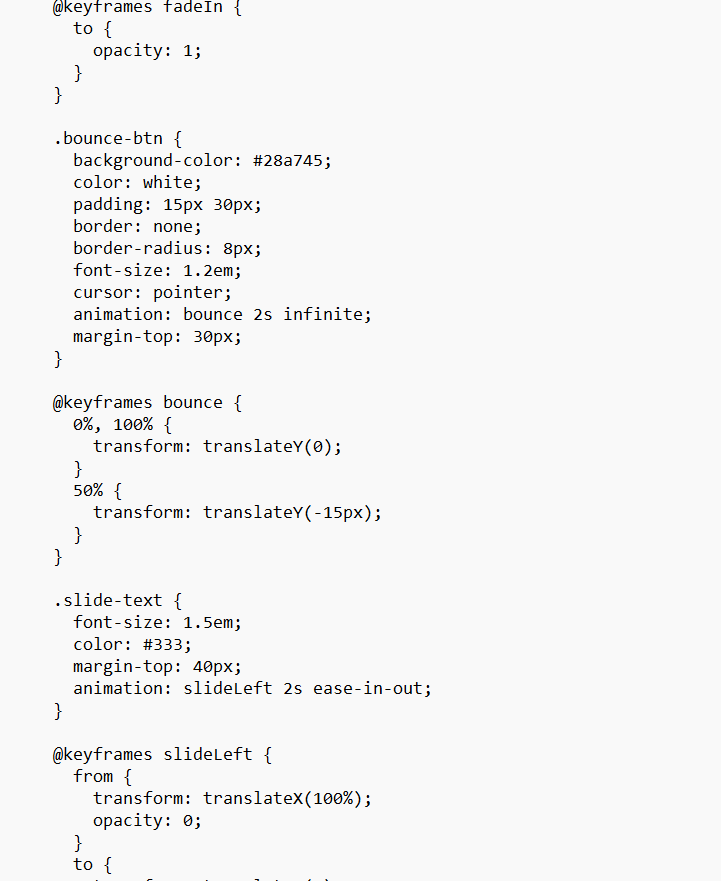 @keyframes fadeIn {
  to {
    opacity: 1;
  }
}

.bounce-btn {
  background-color: #28a745;
  color: white;
  padding: 15px 30px;
  border: none;
  border-radius: 8px;
  font-size: 1.2em;
  cursor: pointer;
  animation: bounce 2s infinite;
  margin-top: 30px;
}

@keyframes bounce {
  0%, 100% {
    transform: translateY(0);
  }
  50% {
    transform: translateY(-15px);
  }
}

.slide-text {
  font-size: 1.5em;
  color: #333;
  margin-top: 40px;
  animation: slideLeft 2s ease-in-out;
}

@keyframes slideLeft {
  from {
    transform: translateX(100%);
    opacity: 0;
  }
  to {